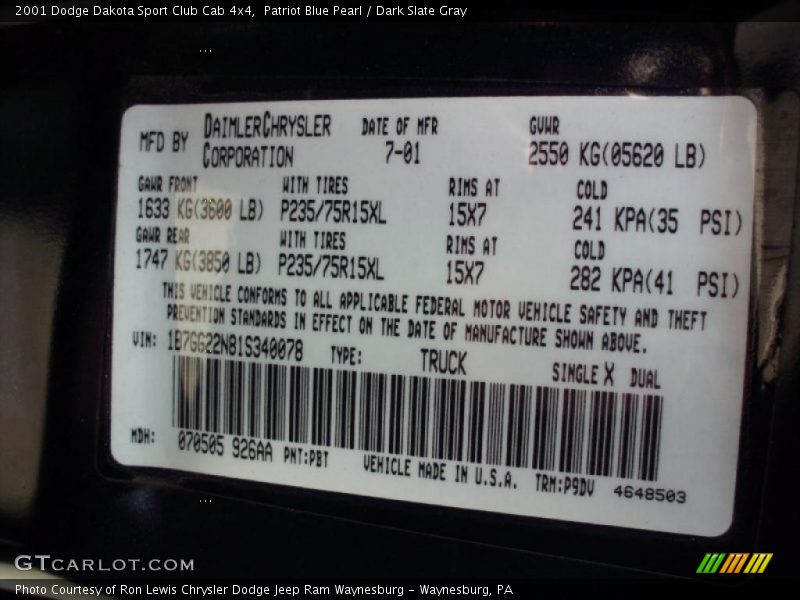 2001 Dodge Dakota Sport Club Cab 4x4,  Patriot Blue Pearl / Dark Slate Gray
MFD BY DAIMLERCHRYSLER CORPORATION DATE OF MFR 7-01 GVWR 2550 KG(05620 LB)
GAWR FRONT WITH TIRES RIMS AT COLD
1633 KG(3600 LB) P235/75R15XL 15X7 241 KPA(35 PSI)
GAWR REAR WITH TIRES RIMS AT COLD
1747 KG(3850 LB) P235/75R15XL 15X7 282 KPA(41 PSI)
THIS VEHICLE CONFORMS TO ALL APPLICABLE FEDERAL MOTOR VEHICLE SAFETY AND THEFT
PREVENTION STANDARDS IN EFFECT ON THE DATE OF MANUFACTURE SHOWN ABOVE.
VIN: 1B7GG22N81S340078 TYPE: TRUCK SINGLE X DUAL
MDH: 070505 926AA PNT:PBT VEHICLE MADE IN U.S.A. TRM:P9DV 4648503
GTCARLOT.COM
Photo Courtesy of Ron Lewis Chrysler Dodge Jeep Ram Waynesburg - Waynesburg, PA